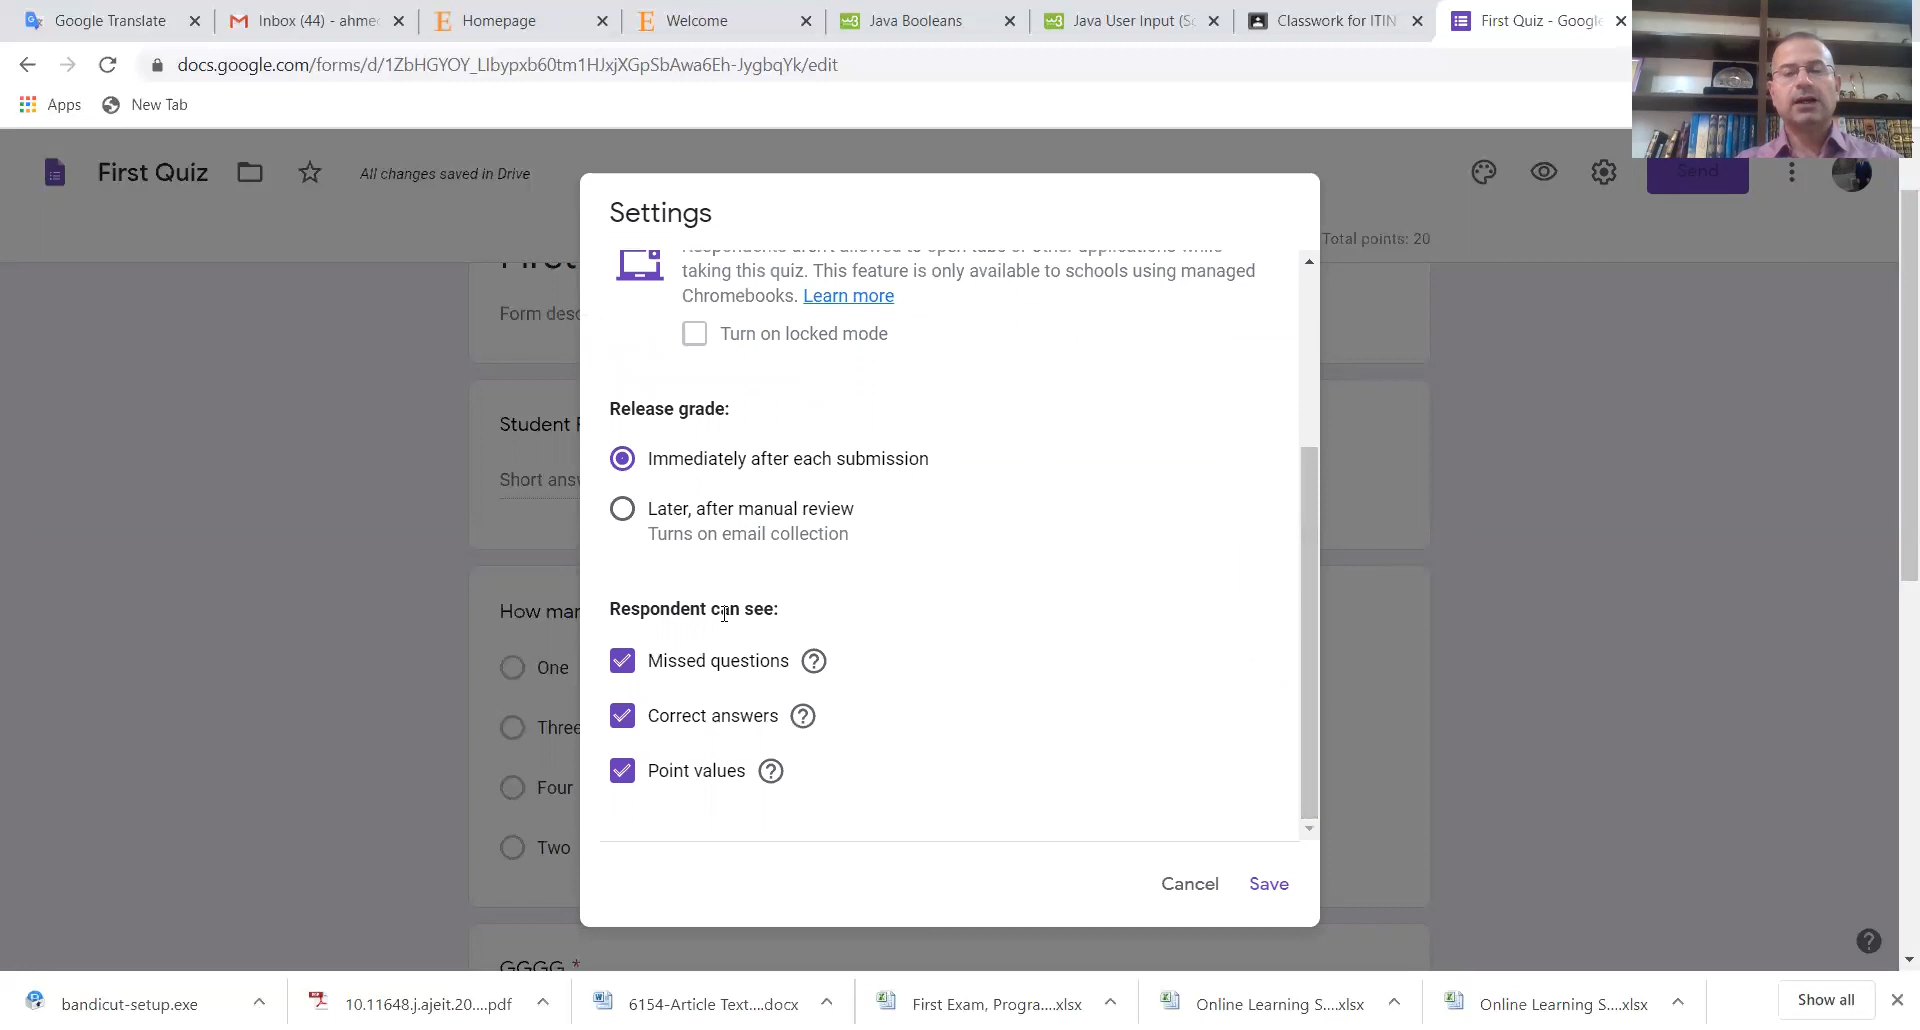 Google Translate
Inbox (44) - ahme
Homepage
Welcome
Java Booleans
Java User Input (Sc
Classwork for ITIN
First Quiz - Google
docs.google.com/forms/d/1ZbHGYOY_LIbypxb60tm1HJxjXGpSbAwa6Eh-JygbqYk/edit
Apps
New Tab
First Quiz
All changes saved in Drive
Send
Total points: 20
Form desc
Student
Short ans
How man
One
Three
Four
Two
GGGG *
Settings
Respondents aren't allowed to open tabs or other applications while
taking this quiz. This feature is only available to schools using managed
Chromebooks. Learn more
Turn on locked mode
Release grade:
Immediately after each submission
Later, after manual review
Turns on email collection
Respondent can see:
Missed questions
Correct answers
Point values
Cancel
Save
bandicut-setup.exe
10.11648.j.ajeit.20....pdf
6154-Article Text....docx
First Exam, Progra....xlsx
Online Learning S....xlsx
Online Learning S....xlsx
Show all